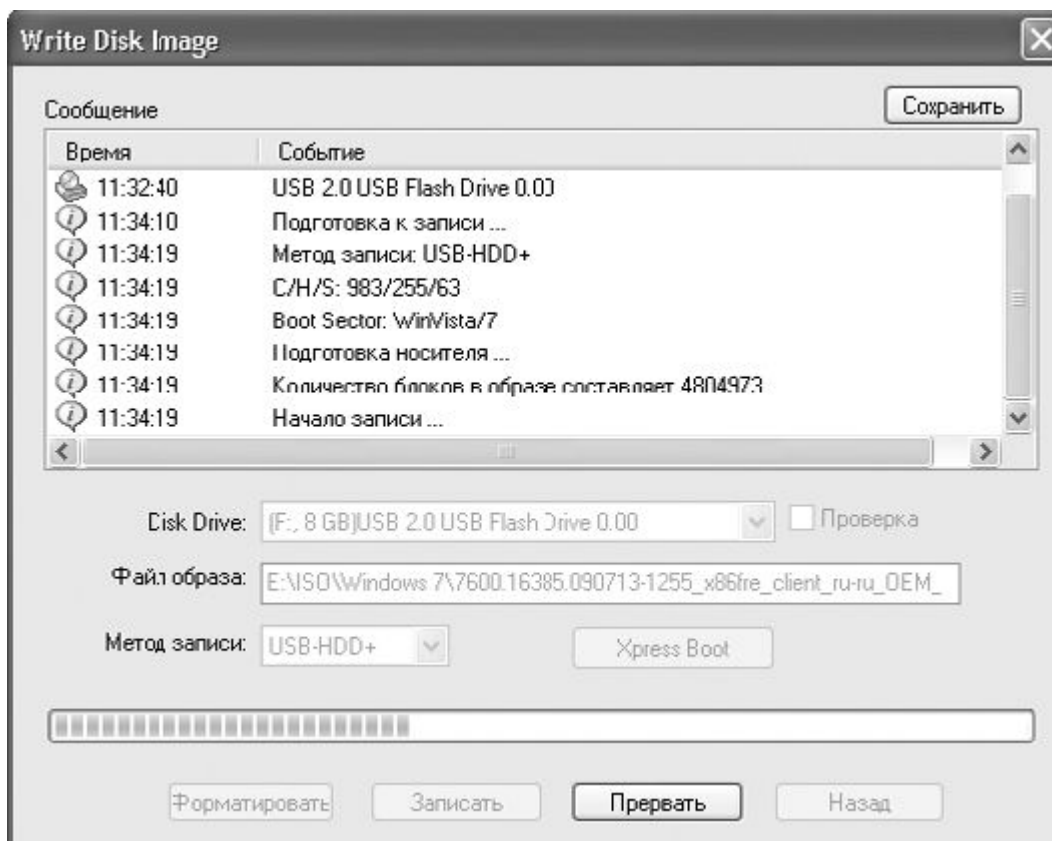 Write Disk Image
Сообщение
Сохранить
Время Событие
11:32:40 USB 2.0 USB Flash Drive 0.00
11:34:10 Подготовка к записи ...
11:34:19 Метод записи: USB-HDD+
11:34:19 C/H/S: 983/255/63
11:34:19 Boot Sector: WinVista/7
11:34:19 Подготовка носителя ...
11:34:19 Количество блоков в образе составляет 4804973
11:34:19 Начало записи ...
Disk Drive: (F:, 8 GB)USB 2.0 USB Flash Drive 0.00 Проверка
Файл образа: E:\ISO\Windows 7\7600.16385.090713-1255_x86fre_client_ru-ru_OEM_
Метод записи: USB-HDD+ Xpress Boot
Форматировать Записать Прервать Назад